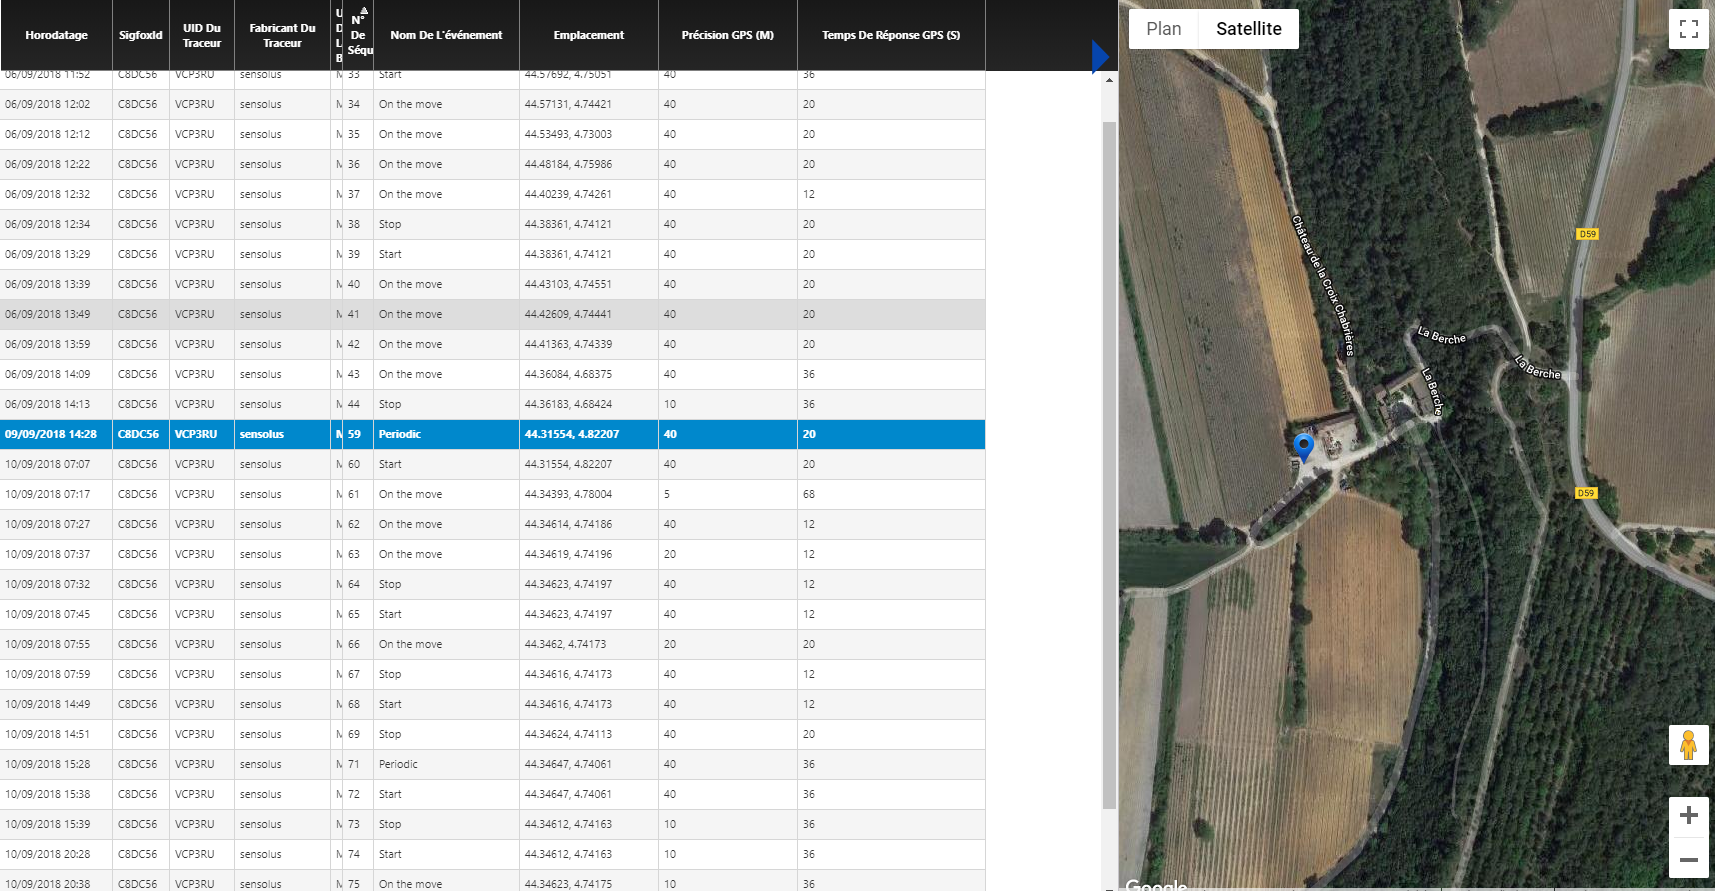 Horodatage SigfoxId UID Du Traceur Fabricant Du Traceur N° De Séqu Nom De L'événement Emplacement Précision GPS (M) Temps De Réponse GPS (S)
06/09/2018 11:52 C8DC56 VCP3RU sensolus 33 Start 44.57692, 4.75051 40 36
06/09/2018 12:02 C8DC56 VCP3RU sensolus 34 On the move 44.57131, 4.74421 40 20
06/09/2018 12:12 C8DC56 VCP3RU sensolus 35 On the move 44.53493, 4.73003 40 20
06/09/2018 12:22 C8DC56 VCP3RU sensolus 36 On the move 44.48184, 4.75986 40 20
06/09/2018 12:32 C8DC56 VCP3RU sensolus 37 On the move 44.40239, 4.74261 40 12
06/09/2018 12:34 C8DC56 VCP3RU sensolus 38 Stop 44.38361, 4.74121 40 20
06/09/2018 13:29 C8DC56 VCP3RU sensolus 39 Start 44.38361, 4.74121 40 20
06/09/2018 13:39 C8DC56 VCP3RU sensolus 40 On the move 44.43103, 4.74551 40 20
06/09/2018 13:49 C8DC56 VCP3RU sensolus 41 On the move 44.42609, 4.74441 40 20
06/09/2018 13:59 C8DC56 VCP3RU sensolus 42 On the move 44.41363, 4.74339 40 20
06/09/2018 14:09 C8DC56 VCP3RU sensolus 43 On the move 44.36084, 4.68375 40 36
06/09/2018 14:13 C8DC56 VCP3RU sensolus 44 Stop 44.36183, 4.68424 10 36
09/09/2018 14:28 C8DC56 VCP3RU sensolus 59 Periodic 44.31554, 4.82207 40 20
10/09/2018 07:07 C8DC56 VCP3RU sensolus 60 Start 44.31554, 4.82207 40 20
10/09/2018 07:17 C8DC56 VCP3RU sensolus 61 On the move 44.34393, 4.78004 5 68
10/09/2018 07:27 C8DC56 VCP3RU sensolus 62 On the move 44.34614, 4.74186 40 12
10/09/2018 07:37 C8DC56 VCP3RU sensolus 63 On the move 44.34619, 4.74196 20 12
10/09/2018 07:32 C8DC56 VCP3RU sensolus 64 Stop 44.34623, 4.74197 40 12
10/09/2018 07:45 C8DC56 VCP3RU sensolus 65 Start 44.34623, 4.74197 40 12
10/09/2018 07:55 C8DC56 VCP3RU sensolus 66 On the move 44.3462, 4.74173 20 20
10/09/2018 07:59 C8DC56 VCP3RU sensolus 67 Stop 44.34616, 4.74173 40 12
10/09/2018 14:49 C8DC56 VCP3RU sensolus 68 Start 44.34616, 4.74173 40 12
10/09/2018 14:51 C8DC56 VCP3RU sensolus 69 Stop 44.34624, 4.74113 40 20
10/09/2018 15:28 C8DC56 VCP3RU sensolus 71 Periodic 44.34647, 4.74061 40 36
10/09/2018 15:38 C8DC56 VCP3RU sensolus 72 Start 44.34647, 4.74061 40 36
10/09/2018 15:39 C8DC56 VCP3RU sensolus 73 Stop 44.34612, 4.74163 10 36
10/09/2018 20:28 C8DC56 VCP3RU sensolus 74 Start 44.34612, 4.74163 10 36
10/09/2018 20:38 C8DC56 VCP3RU sensolus 75 On the move 44.34623, 4.74175 10 36
Plan Satellite
D59
Château de la Croix Chabrières
La Berche
La Berche
La Berche
D59
Google